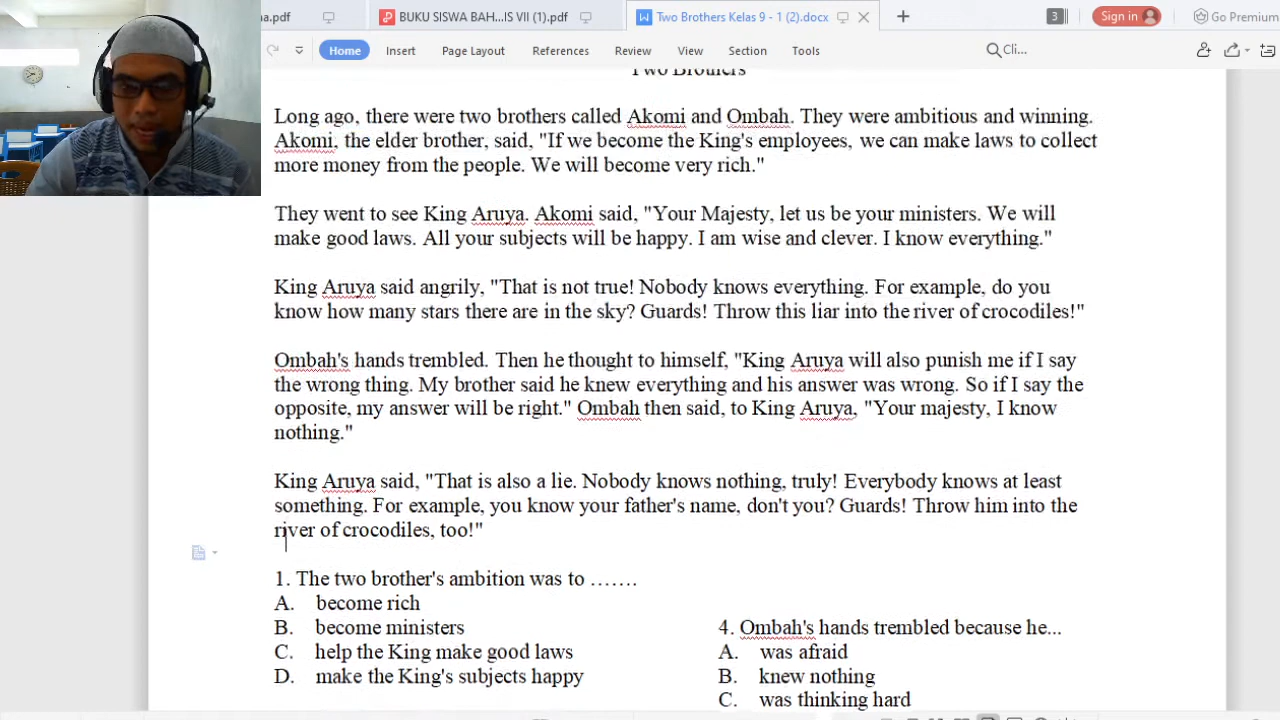 ma.pdf
BUKU SISWA BAH...IS VII (1).pdf
Two Brothers Kelas 9 - 1 (2).docx
3
Sign in
Go Premium
Home
Insert
Page Layout
References
Review
View
Section
Tools
Cli...
Two Brothers
Long ago, there were two brothers called Akomi and Ombah. They were ambitious and winning.
Akomi, the elder brother, said, "If we become the King's employees, we can make laws to collect
more money from the people. We will become very rich."
They went to see King Aruya. Akomi said, "Your Majesty, let us be your ministers. We will
make good laws. All your subjects will be happy. I am wise and clever. I know everything."
King Aruya said angrily, "That is not true! Nobody knows everything. For example, do you
know how many stars there are in the sky? Guards! Throw this liar into the river of crocodiles!"
Ombah's hands trembled. Then he thought to himself, "King Aruya will also punish me if I say
the wrong thing. My brother said he knew everything and his answer was wrong. So if I say the
opposite, my answer will be right." Ombah then said, to King Aruya, "Your majesty, I know
nothing."
King Aruya said, "That is also a lie. Nobody knows nothing, truly! Everybody knows at least
something. For example, you know your father's name, don't you? Guards! Throw him into the
river of crocodiles, too!"
1. The two brother's ambition was to …….
A. become rich
B. become ministers
C. help the King make good laws
D. make the King's subjects happy
4. Ombah's hands trembled because he...
A. was afraid
B. knew nothing
C. was thinking hard